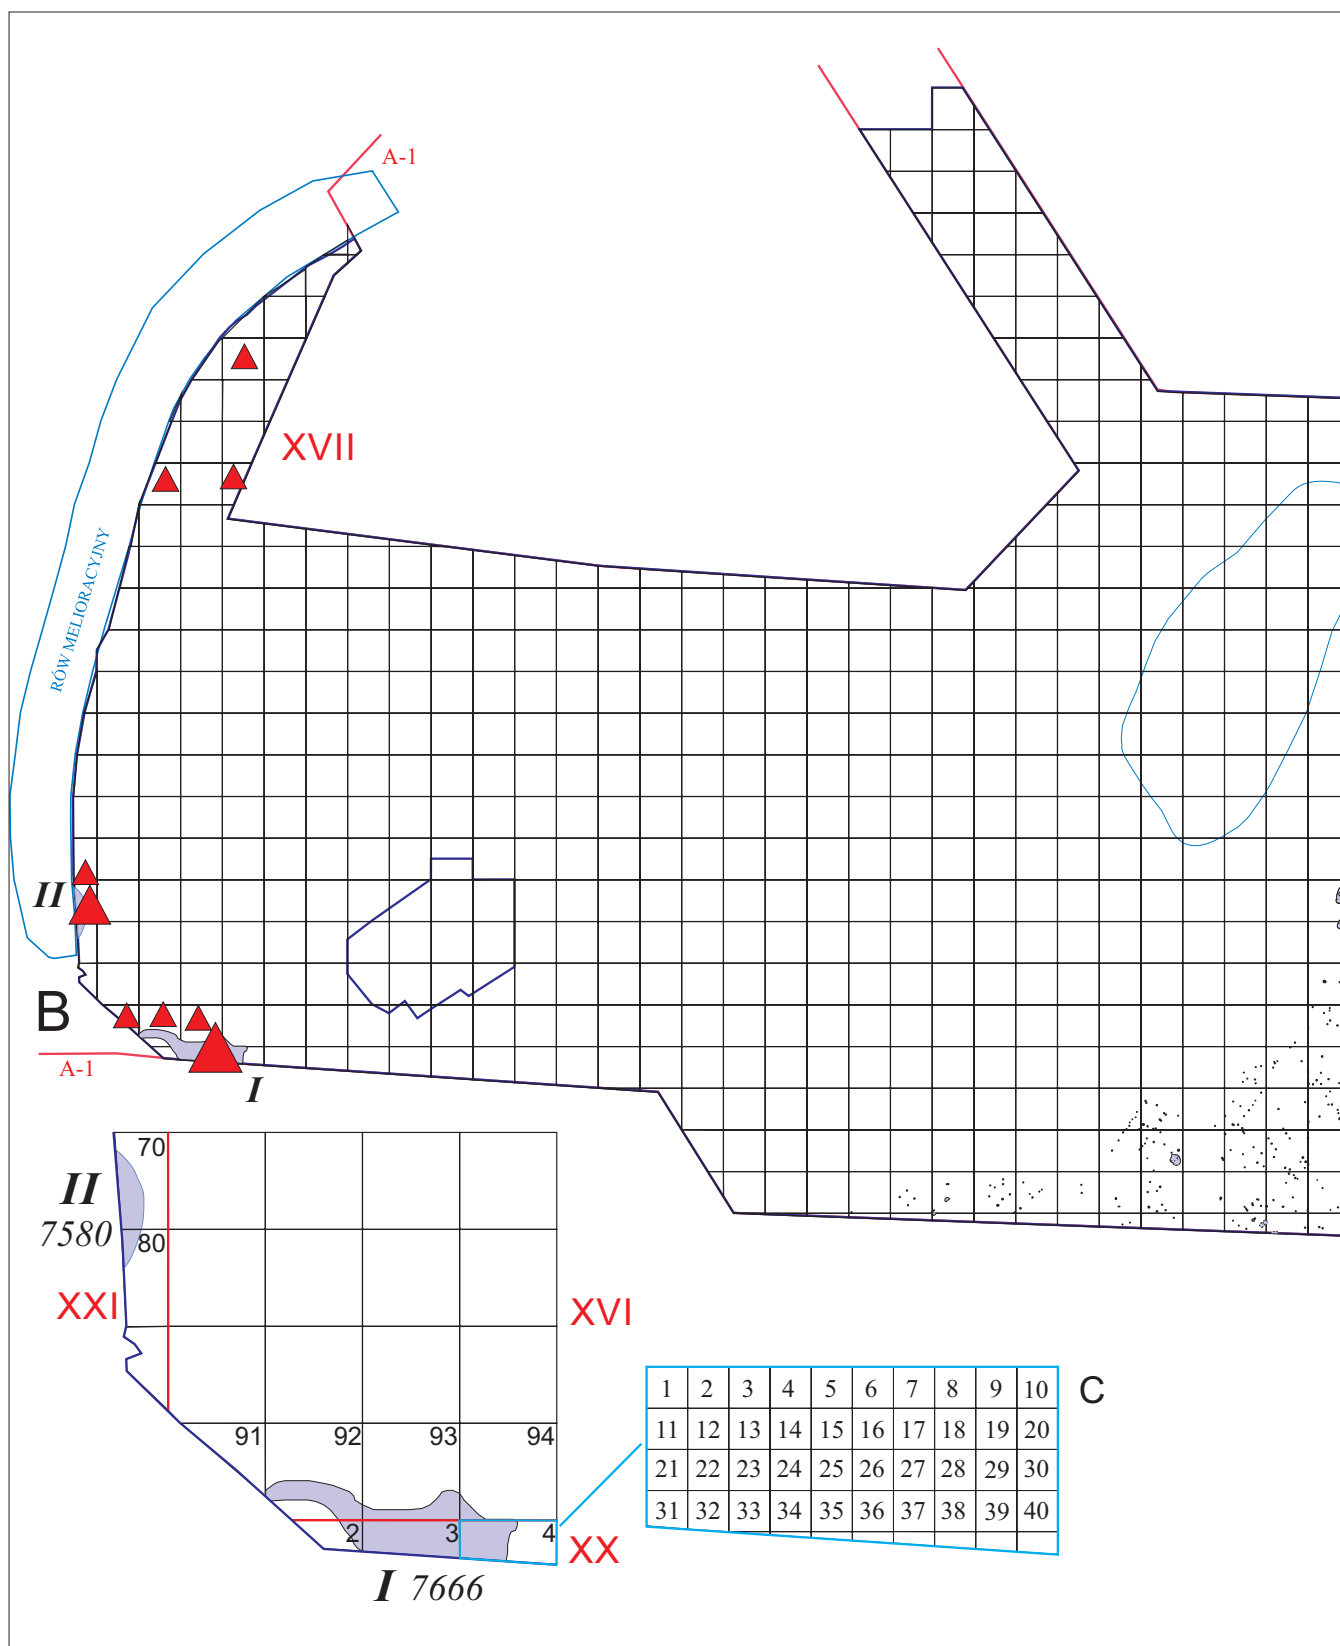 A-1
XVII
RÓW MELIORACYJNY
II
B
A-1
I
70
II
7580
80
XXI
XVI
91 92 93 94
2 3 4
XX
I 7666
C
1 2 3 4 5 6 7 8 9 10
11 12 13 14 15 16 17 18 19 20
21 22 23 24 25 26 27 28 29 30
31 32 33 34 35 36 37 38 39 40